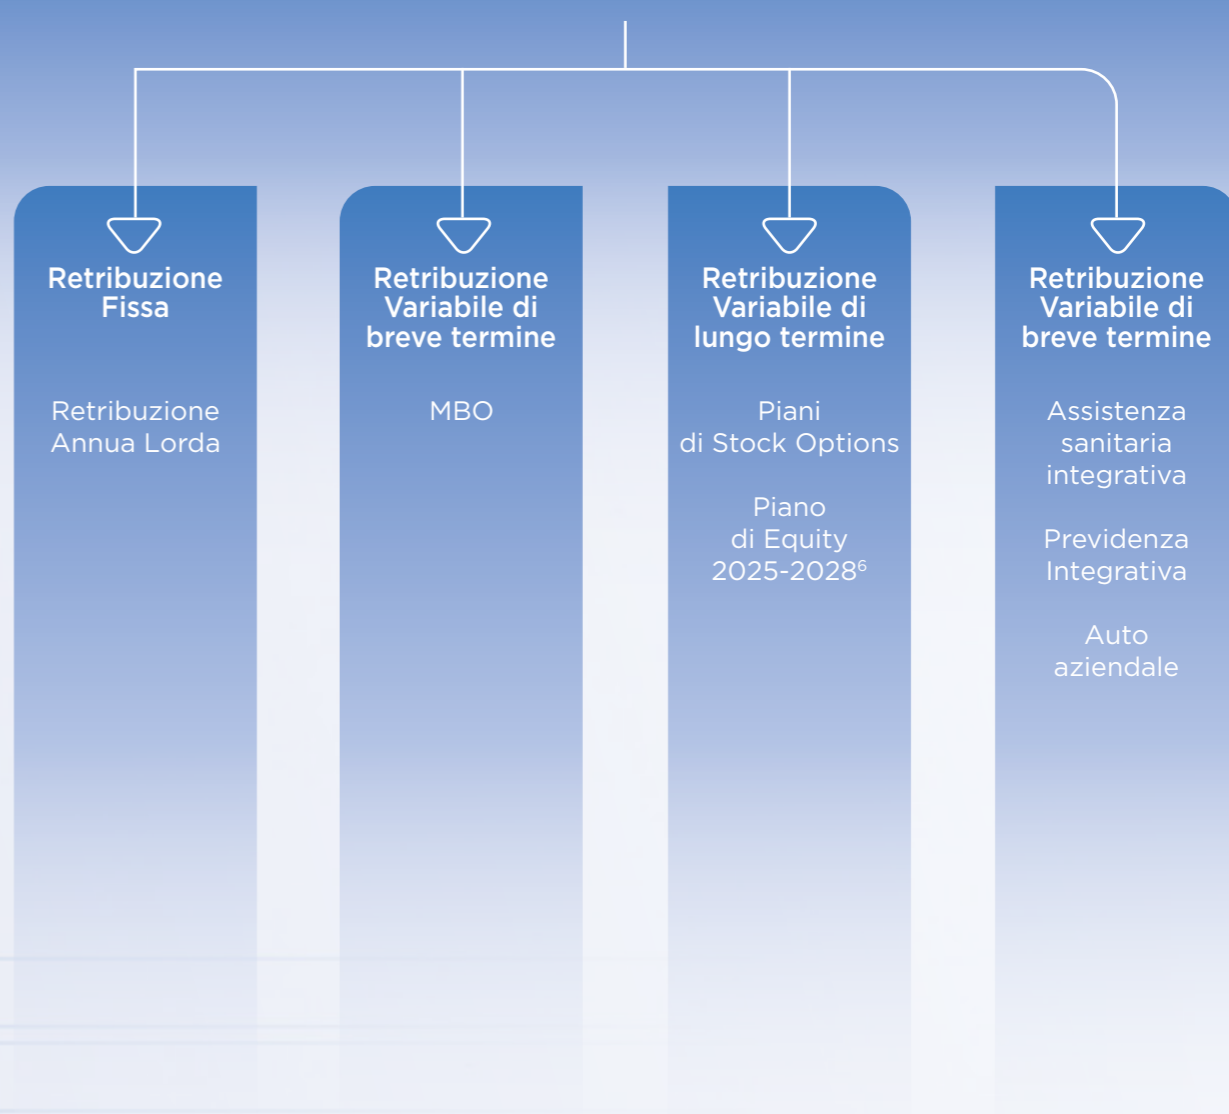 Retribuzione
Fissa
Retribuzione
Annua Lorda
Retribuzione
Variabile di
breve termine
MBO
Retribuzione
Variabile di
lungo termine
Piani
di Stock Options
Piano
di Equity
2025-2028⁶
Retribuzione
Variabile di
breve termine
Assistenza
sanitaria
integrativa
Previdenza
Integrativa
Auto
aziendale